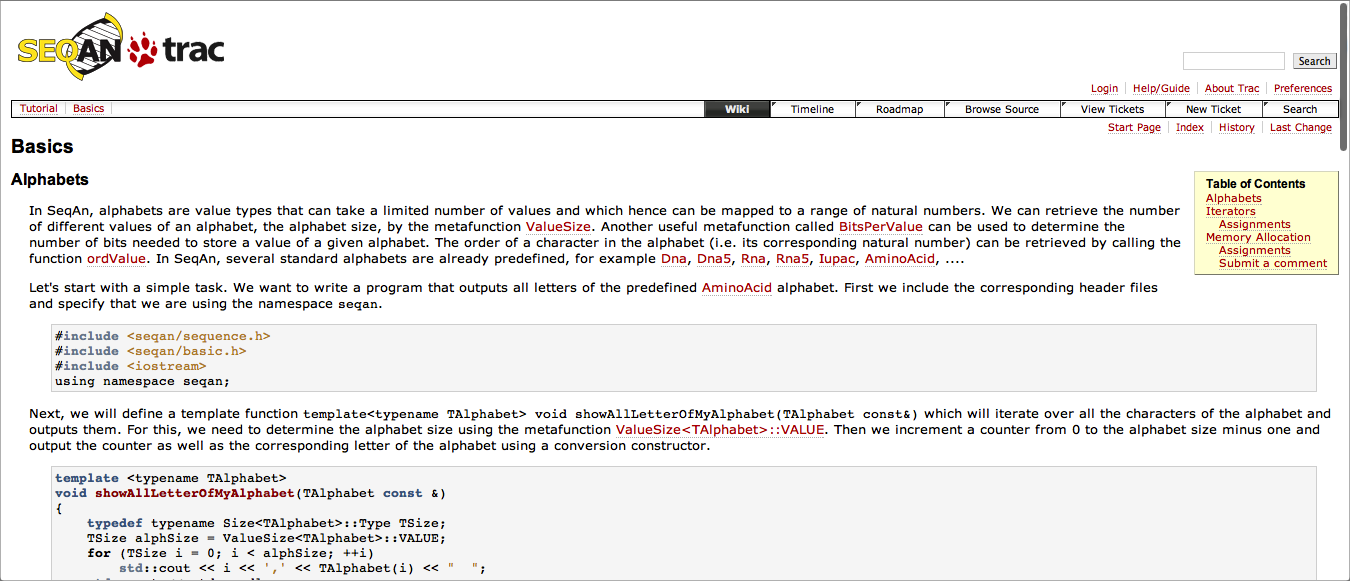 SEQAN trac
Search
Login Help/Guide About Trac Preferences
Tutorial Basics Wiki Timeline Roadmap Browse Source View Tickets New Ticket Search
Start Page Index History Last Change
Basics
Alphabets
In SeqAn, alphabets are value types that can take a limited number of values and which hence can be mapped to a range of natural numbers. We can retrieve the number
of different values of an alphabet, the alphabet size, by the metafunction ValueSize. Another useful metafunction called BitsPerValue can be used to determine the
number of bits needed to store a value of a given alphabet. The order of a character in the alphabet (i.e. its corresponding natural number) can be retrieved by calling the
function ordValue. In SeqAn, several standard alphabets are already predefined, for example Dna, Dna5, Rna, Rna5, Iupac, AminoAcid, ....
Table of Contents
Alphabets
Iterators
Assignments
Memory Allocation
Assignments
Submit a comment
Let's start with a simple task. We want to write a program that outputs all letters of the predefined AminoAcid alphabet. First we include the corresponding header files
and specify that we are using the namespace seqan.
#include <seqan/sequence.h>
#include <seqan/basic.h>
#include <iostream>
using namespace seqan;
Next, we will define a template function template<typename TAlphabet> void showAllLetterOfMyAlphabet(TAlphabet const&) which will iterate over all the characters of the alphabet and
outputs them. For this, we need to determine the alphabet size using the metafunction ValueSize<TAlphabet>::VALUE. Then we increment a counter from 0 to the alphabet size minus one and
output the counter as well as the corresponding letter of the alphabet using a conversion constructor.
template <typename TAlphabet>
void showAllLetterOfMyAlphabet(TAlphabet const &)
{
    typedef typename Size<TAlphabet>::Type TSize;
    TSize alphSize = ValueSize<TAlphabet>::VALUE;
    for (TSize i = 0; i < alphSize; ++i)
        std::cout << i << ',' << TAlphabet(i) << "  ";